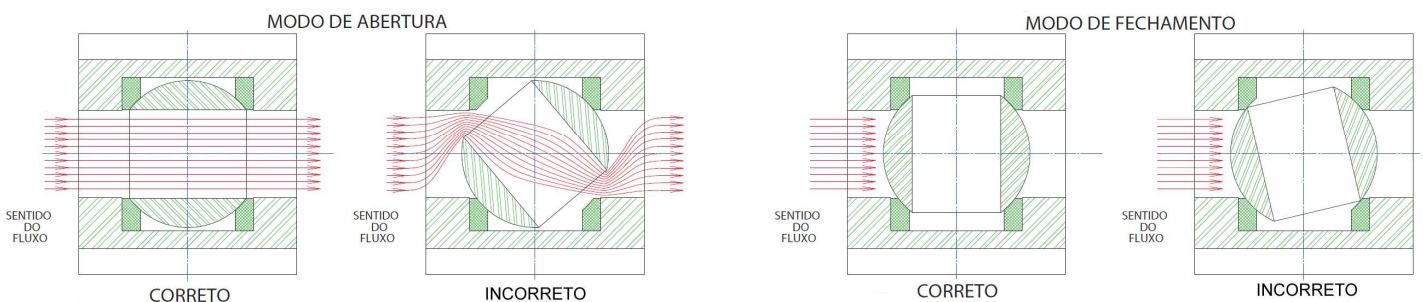 MODO DE ABERTURA
SENTIDO
DO
FLUXO
CORRETO
SENTIDO
DO
FLUXO
INCORRETO
MODO DE FECHAMENTO
SENTIDO
DO
FLUXO
CORRETO
SENTIDO
DO
FLUXO
INCORRETO